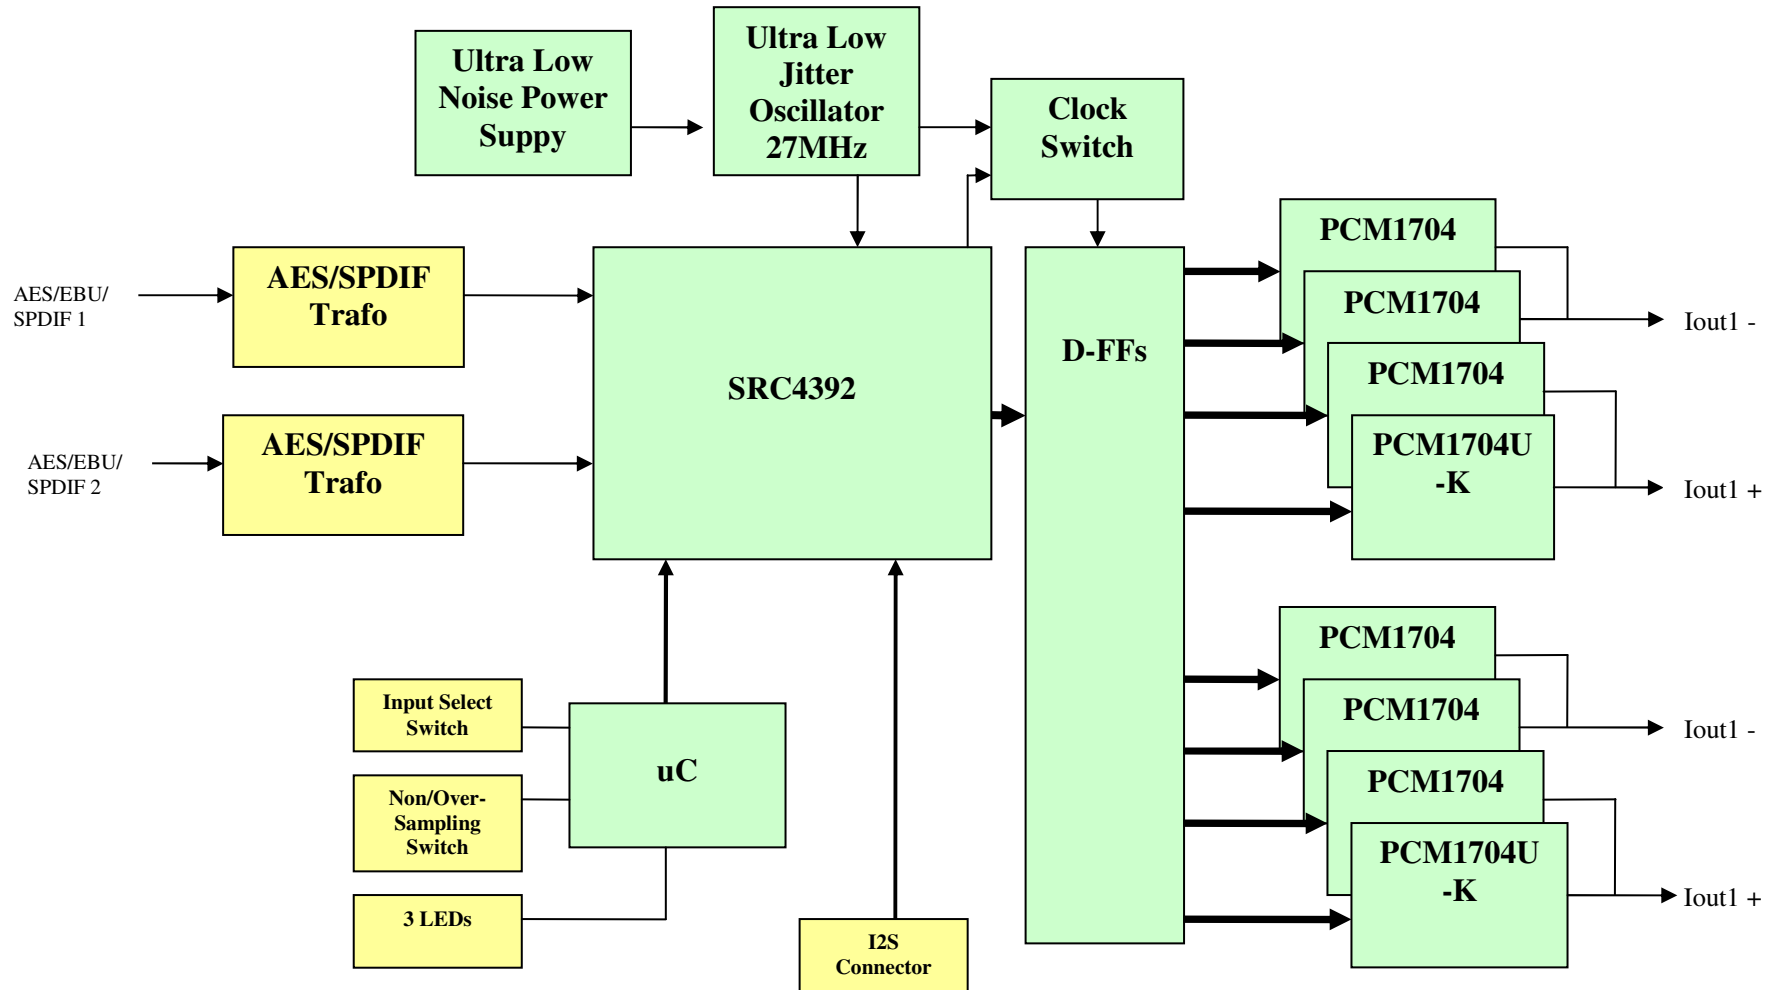 Ultra Low
Noise Power
Suppy
Ultra Low
Jitter
Oscillator
27MHz
Clock
Switch
AES/EBU/
SPDIF 1
AES/SPDIF
Trafo
AES/EBU/
SPDIF 2
AES/SPDIF
Trafo
SRC4392
D-FFs
PCM1704
PCM1704
PCM1704
PCM1704U
-K
Iout1 -
Iout1 +
PCM1704
PCM1704
PCM1704
PCM1704U
-K
Iout1 -
Iout1 +
Input Select
Switch
Non/Over-
Sampling
Switch
3 LEDs
uC
I2S
Connector